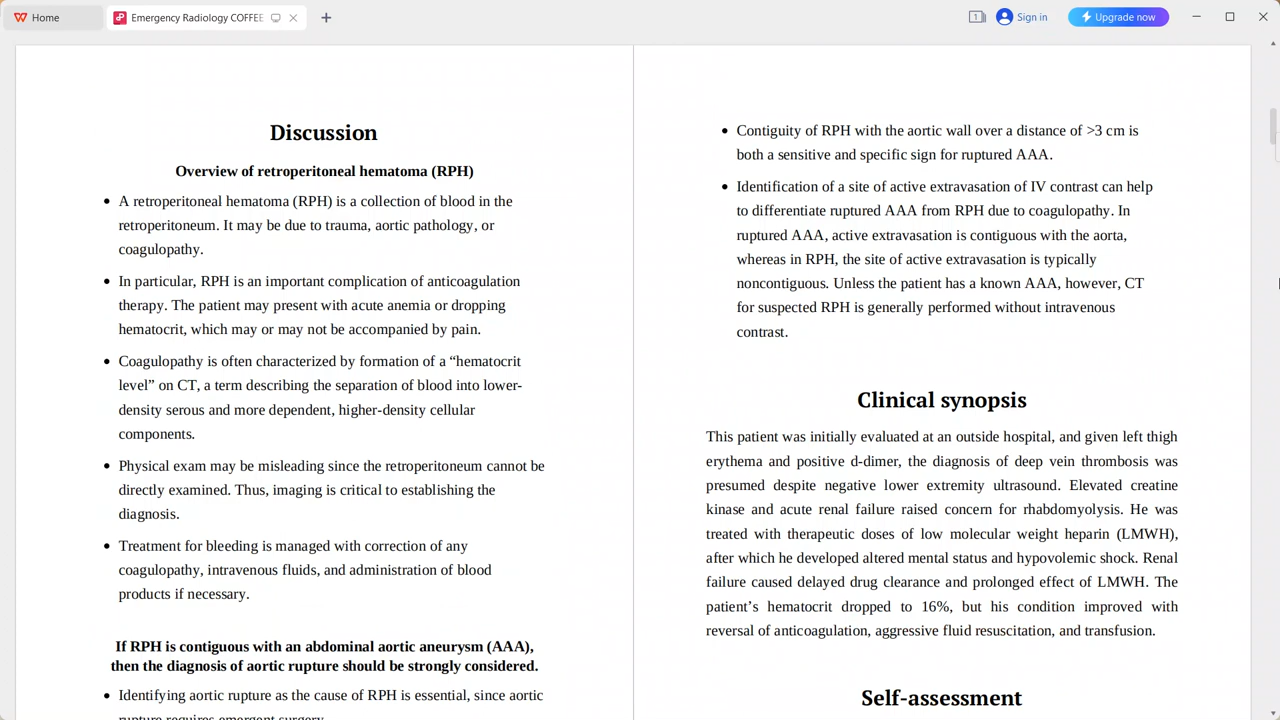 Home
Emergency Radiology COFFEE
Sign in
Upgrade now
Discussion
Overview of retroperitoneal hematoma (RPH)
• A retroperitoneal hematoma (RPH) is a collection of blood in the
retroperitoneum. It may be due to trauma, aortic pathology, or
coagulopathy.
• In particular, RPH is an important complication of anticoagulation
therapy. The patient may present with acute anemia or dropping
hematocrit, which may or may not be accompanied by pain.
• Coagulopathy is often characterized by formation of a “hematocrit
level” on CT, a term describing the separation of blood into lower-
density serous and more dependent, higher-density cellular
components.
• Physical exam may be misleading since the retroperitoneum cannot be
directly examined. Thus, imaging is critical to establishing the
diagnosis.
• Treatment for bleeding is managed with correction of any
coagulopathy, intravenous fluids, and administration of blood
products if necessary.
If RPH is contiguous with an abdominal aortic aneurysm (AAA),
then the diagnosis of aortic rupture should be strongly considered.
• Identifying aortic rupture as the cause of RPH is essential, since aortic
rupture requires emergent surgery.
• Contiguity of RPH with the aortic wall over a distance of >3 cm is
both a sensitive and specific sign for ruptured AAA.
• Identification of a site of active extravasation of IV contrast can help
to differentiate ruptured AAA from RPH due to coagulopathy. In
ruptured AAA, active extravasation is contiguous with the aorta,
whereas in RPH, the site of active extravasation is typically
noncontiguous. Unless the patient has a known AAA, however, CT
for suspected RPH is generally performed without intravenous
contrast.
Clinical synopsis
This patient was initially evaluated at an outside hospital, and given left thigh
erythema and positive d-dimer, the diagnosis of deep vein thrombosis was
presumed despite negative lower extremity ultrasound. Elevated creatine
kinase and acute renal failure raised concern for rhabdomyolysis. He was
treated with therapeutic doses of low molecular weight heparin (LMWH),
after which he developed altered mental status and hypovolemic shock. Renal
failure caused delayed drug clearance and prolonged effect of LMWH. The
patient’s hematocrit dropped to 16%, but his condition improved with
reversal of anticoagulation, aggressive fluid resuscitation, and transfusion.
Self-assessment